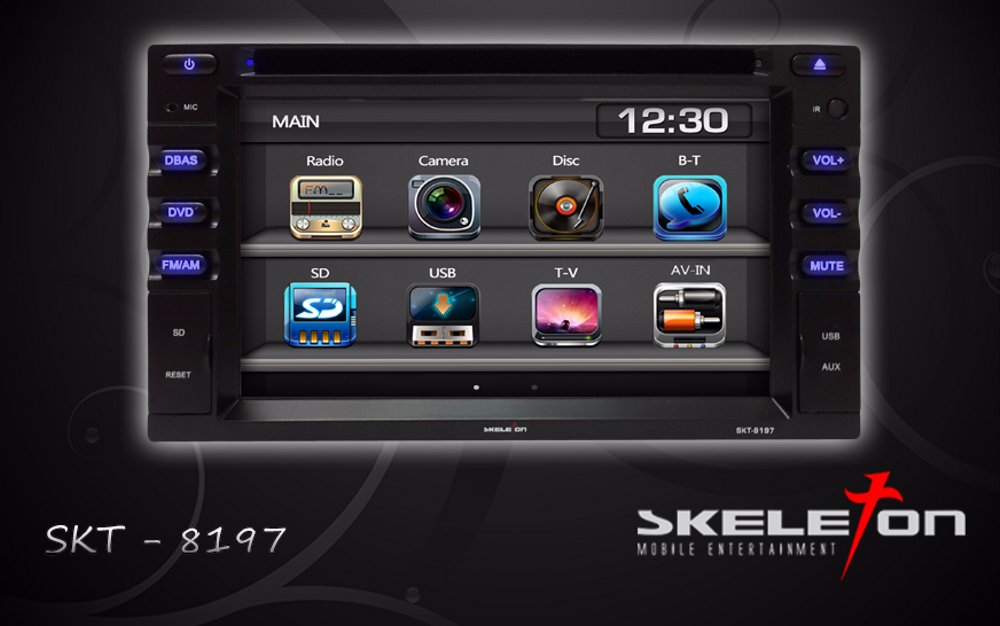 MIC
IR
DBAS
DVD
FM/AM
SD
RESET
MAIN
12:30
Radio
Camera
Disc
B-T
FM__
SD
USB
T-V
AV-IN
VOL+
VOL-
MUTE
USB
AUX
SKELETON
SKT-8197
SKT - 8197
SKELETON
MOBILE ENTERTAINMENT